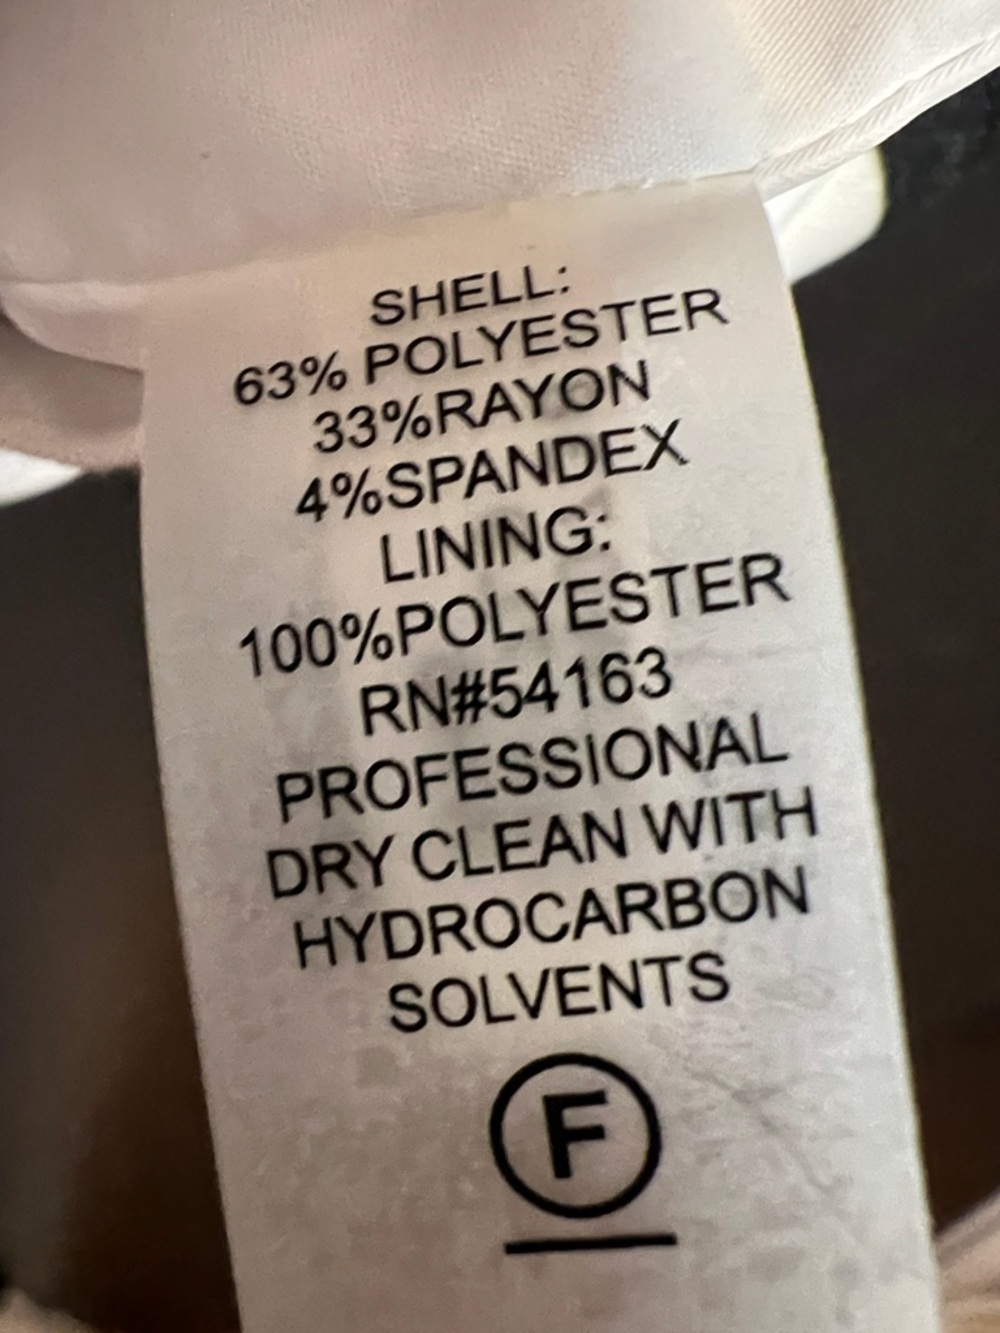 SHELL:
63% POLYESTER
33%RAYON
4%SPANDEX
LINING:
100%POLYESTER
RN#54163
PROFESSIONAL
DRY CLEAN WITH
HYDROCARBON
SOLVENTS
F